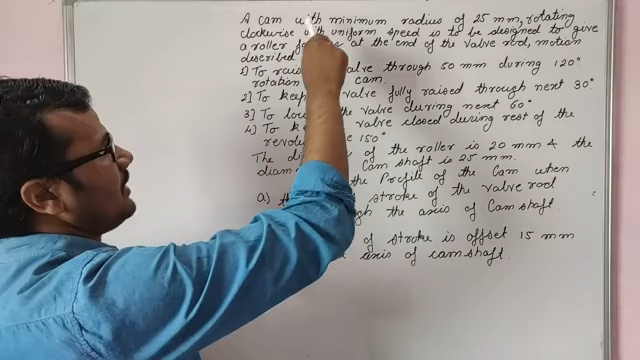 A cam with minimum radius of 25 mm, rotating
clockwise with uniform speed is to be designed to give
a roller at the end of the valve rod, motion
described
1] To raise valve through 50 mm during 120°
rotation cam.
2] To keep valve fully raised through next 30°
3] To lower the valve during next 60°
4] To valve closed during rest of the
150°
The of the roller is 20 mm & the
cam shaft is 25 mm.
the Profile of the Cam when
a) stroke of the valve rod
the axis of Cam shaft.
of stroke is offset 15 mm
axis of camshaft.